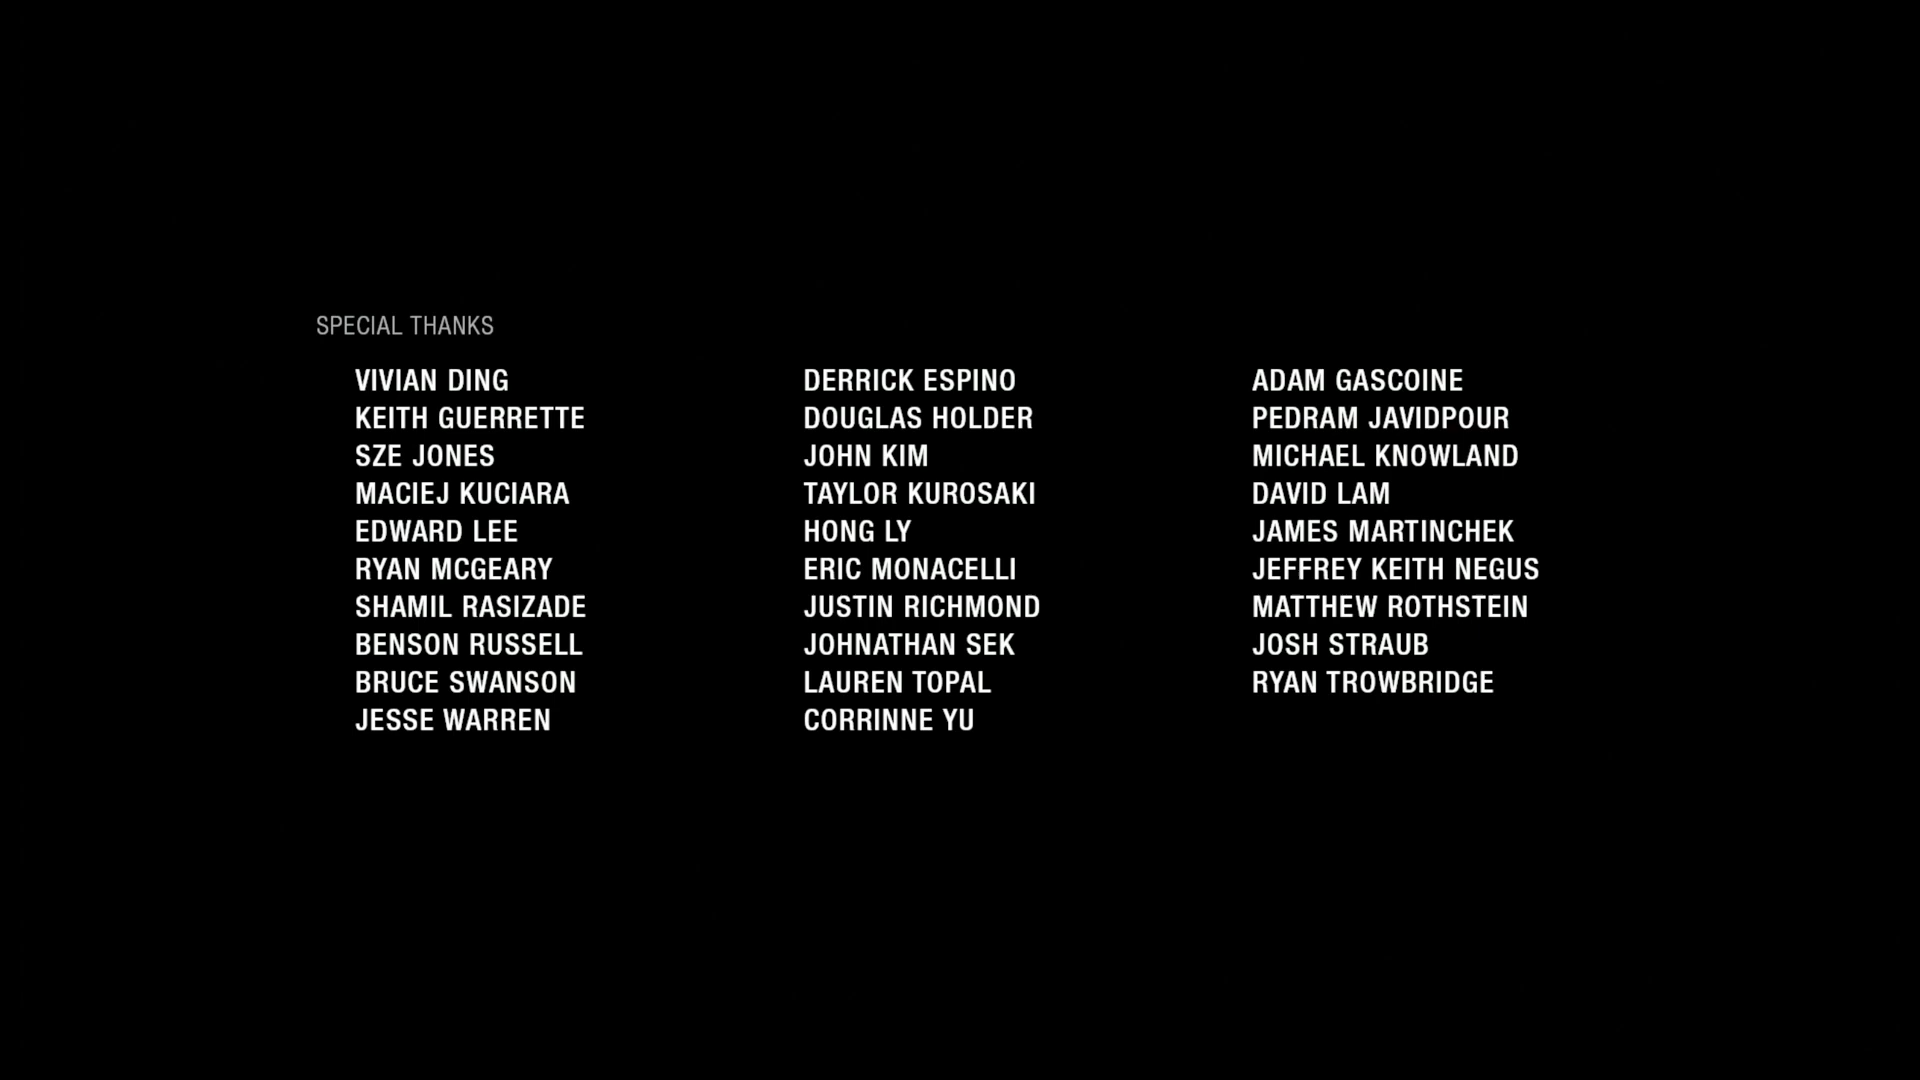 SPECIAL THANKS
VIVIAN DING
KEITH GUERRETTE
SZE JONES
MACIEJ KUCIARA
EDWARD LEE
RYAN MCGEARY
SHAMIL RASIZADE
BENSON RUSSELL
BRUCE SWANSON
JESSE WARREN
DERRICK ESPINO
DOUGLAS HOLDER
JOHN KIM
TAYLOR KUROSAKI
HONG LY
ERIC MONACELLI
JUSTIN RICHMOND
JOHNATHAN SEK
LAUREN TOPAL
CORRINNE YU
ADAM GASCOINE
PEDRAM JAVIDPOUR
MICHAEL KNOWLAND
DAVID LAM
JAMES MARTINCHEK
JEFFREY KEITH NEGUS
MATTHEW ROTHSTEIN
JOSH STRAUB
RYAN TROWBRIDGE